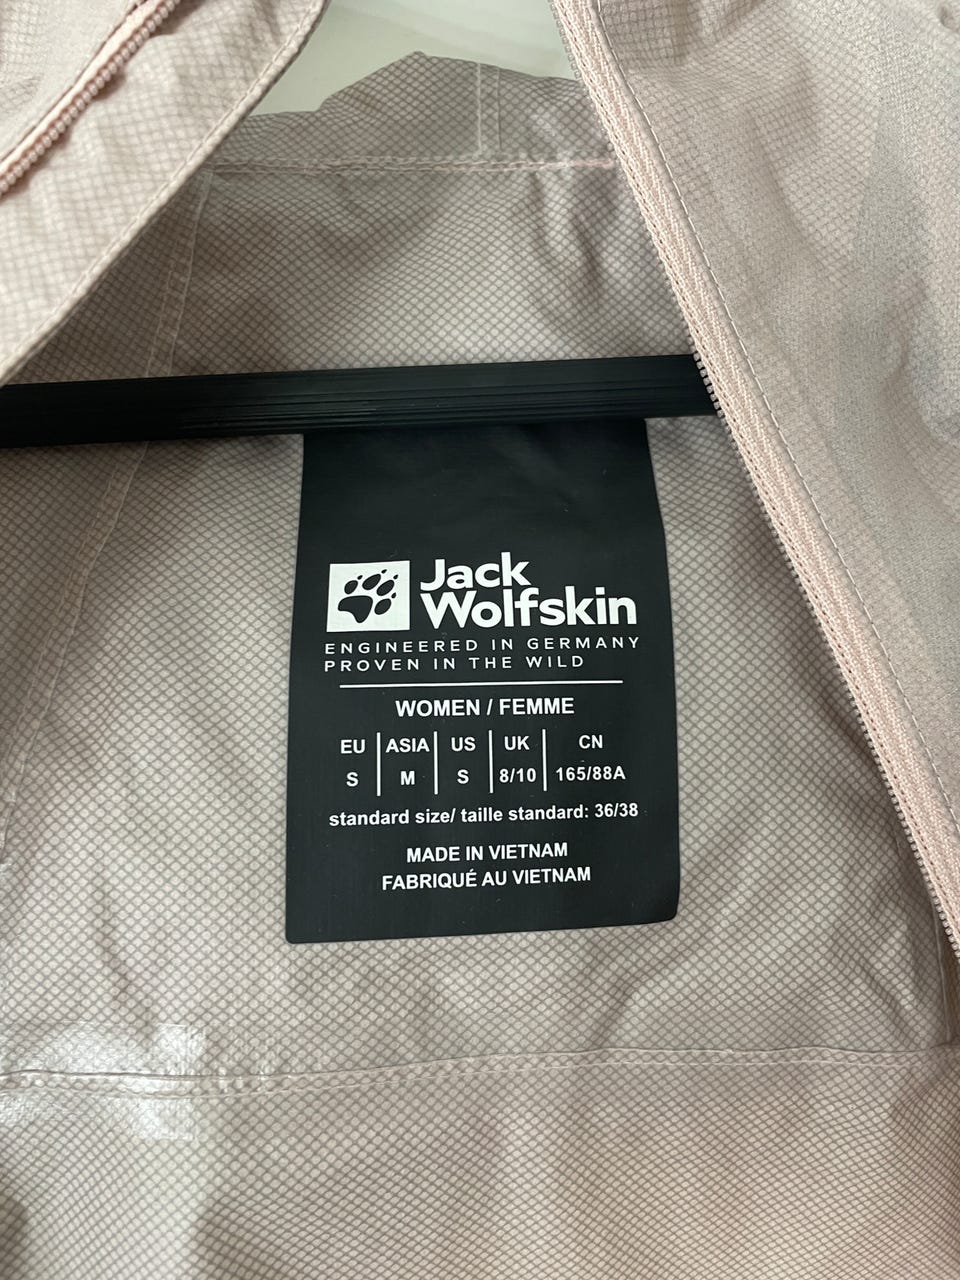 Jack
Wolfskin
ENGINEERED IN GERMANY
PROVEN IN THE WILD
WOMEN / FEMME
EU | ASIA | US | UK | CN
S | M | S | 8/10 | 165/88A
standard size/ taille standard: 36/38
MADE IN VIETNAM
FABRIQUÉ AU VIETNAM